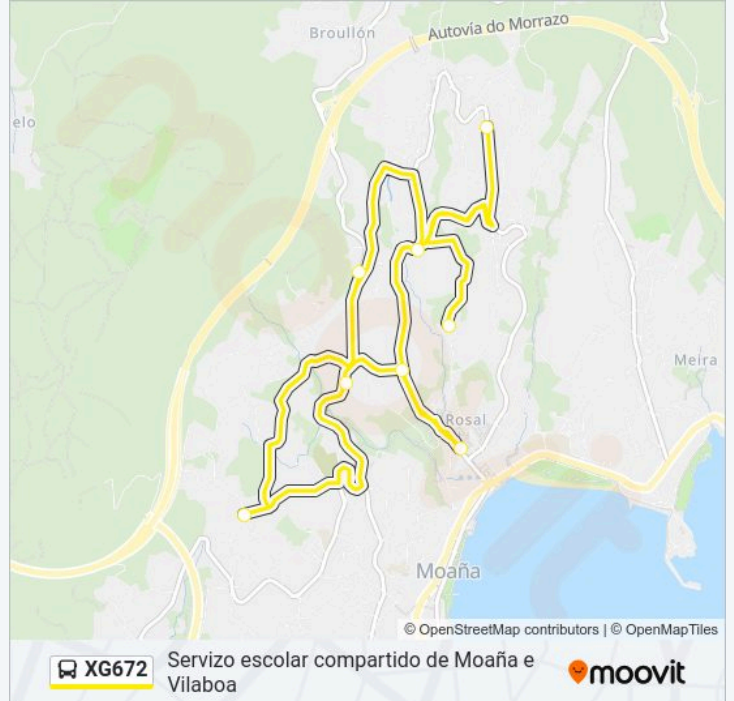 Broullón
Autovía do Morrazo
elo
Meira
Rosal
Moaña
© OpenStreetMap contributors | © OpenMapTiles
XG672
Servizo escolar compartido de Moaña e
Vilaboa
moovit